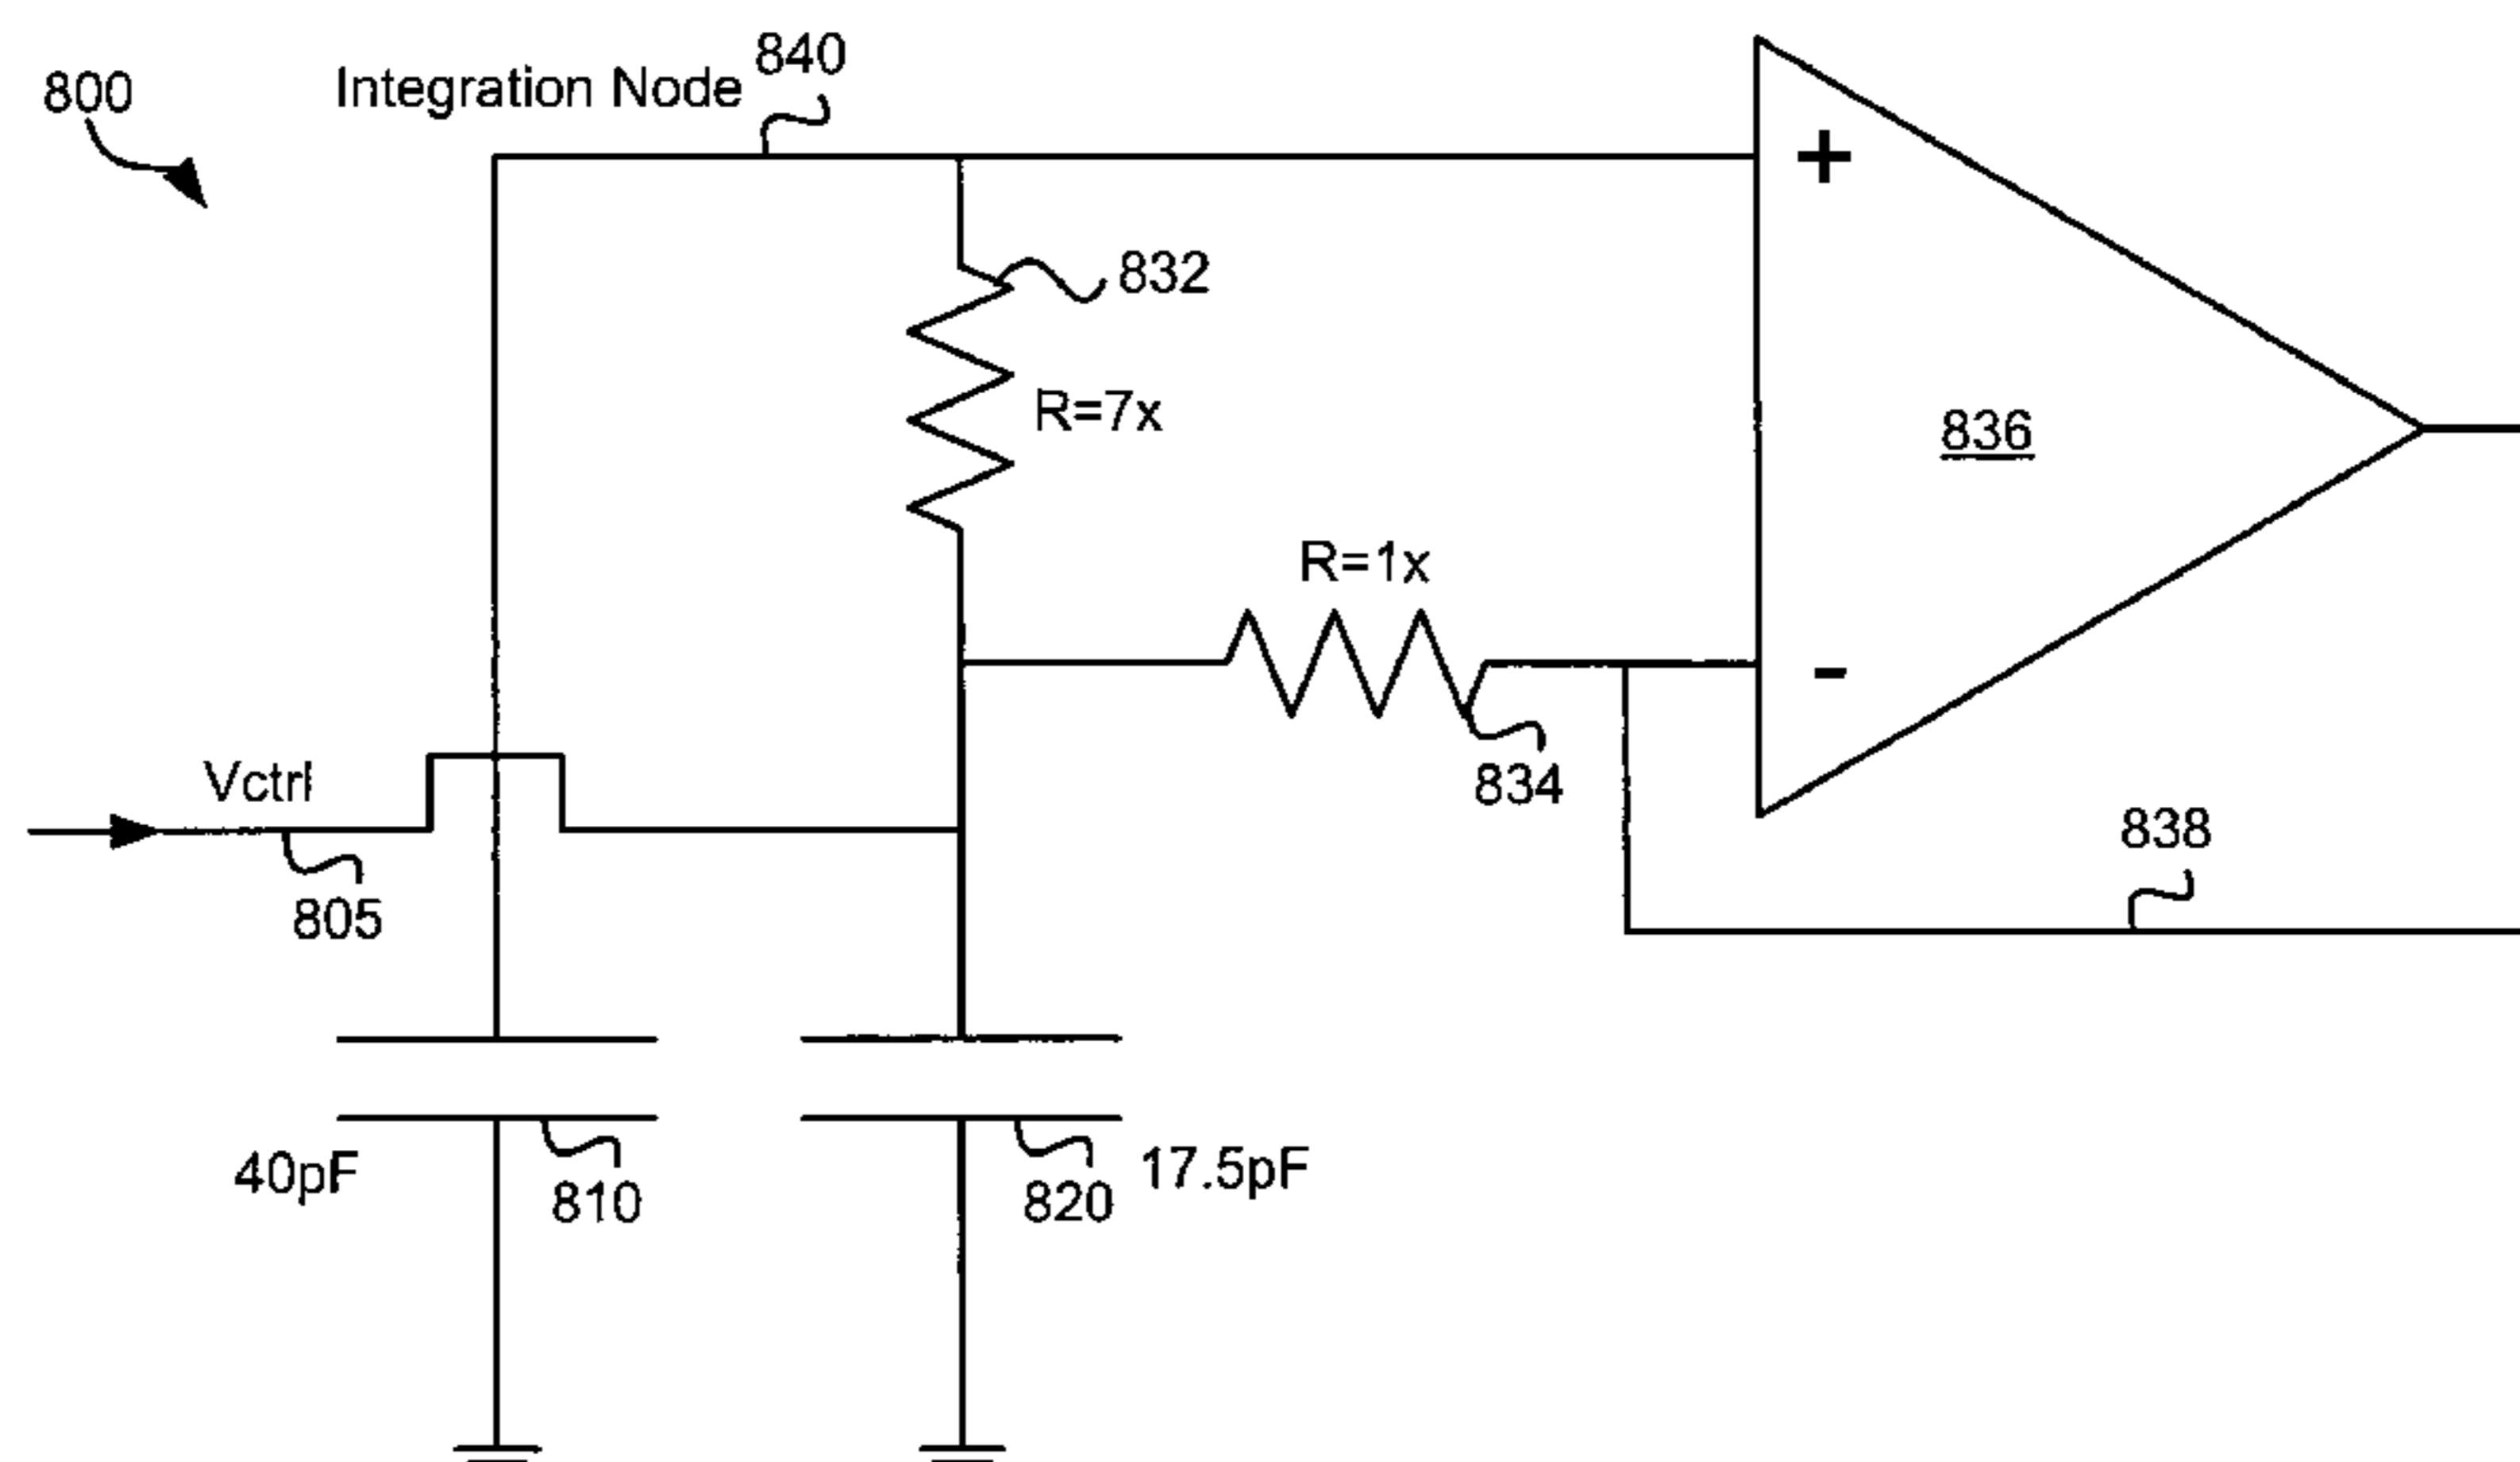 800
Integration Node
840
+
832
R=7x
836
R=1x
-
834
Vctrl
805
838
40pF
810
820
17.5pF